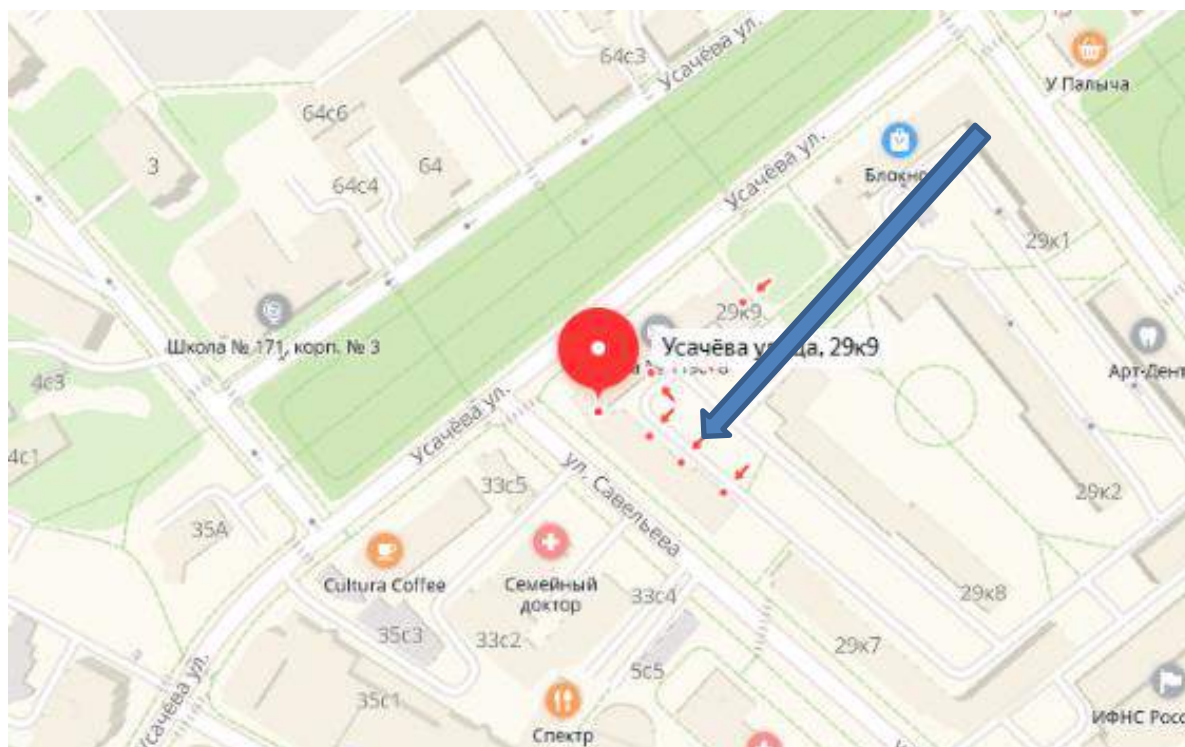 64с3
Усачёва ул.
У Палыча
64с6
3
64с4
64
Усачёва ул.
29к1
29к9
Школа № 171, корп. № 3
Усачёва
29к9
4с3
Арт-Дент
Усачёва ул.
4с1
33с5
ул. Савельева
29к2
35А
Cultura Coffee
Семейный
доктор
33с4
29к8
35с3
33с2
29к7
5с5
35с1
Усачёва ул.
Спектр
ИФНС Росс